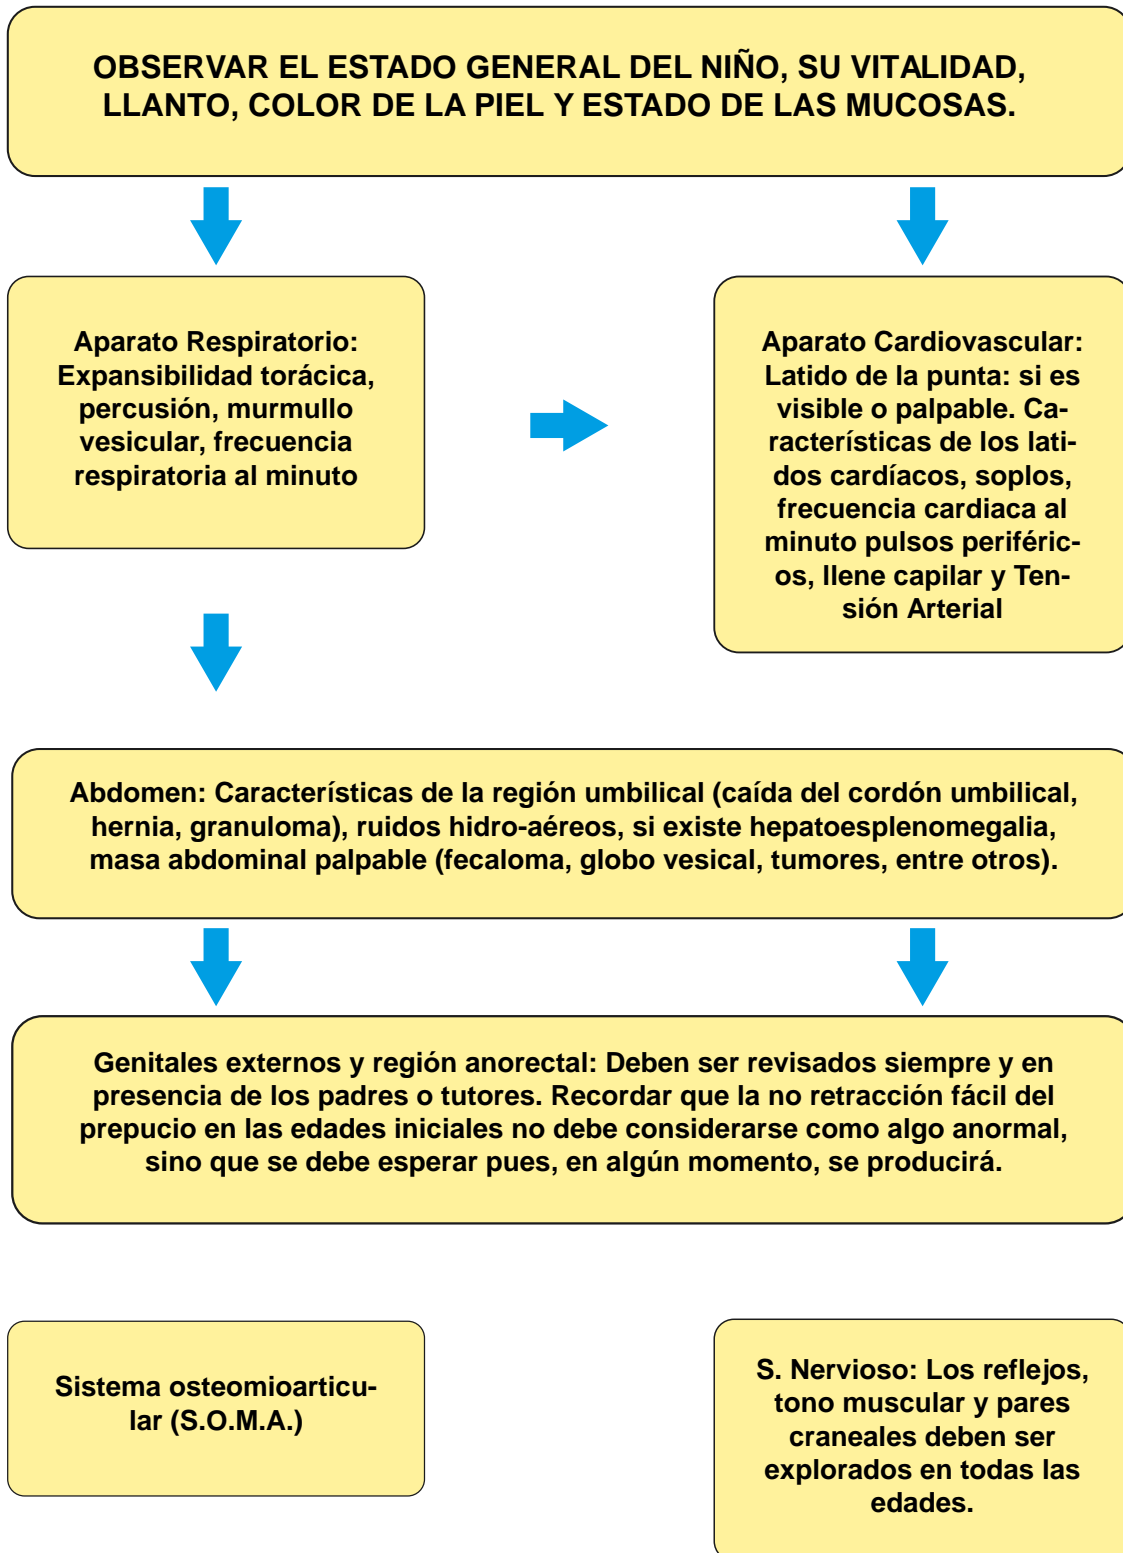 OBSERVAR EL ESTADO GENERAL DEL NIÑO, SU VITALIDAD,
LLANTO, COLOR DE LA PIEL Y ESTADO DE LAS MUCOSAS.
Aparato Respiratorio:
Expansibilidad torácica,
percusión, murmullo
vesicular, frecuencia
respiratoria al minuto
Aparato Cardiovascular:
Latido de la punta: si es
visible o palpable. Ca-
racterísticas de los lati-
dos cardíacos, soplos,
frecuencia cardiaca al
minuto pulsos periféric-
os, llene capilar y Ten-
sión Arterial
Abdomen: Características de la región umbilical (caída del cordón umbilical,
hernia, granuloma), ruidos hidro-aéreos, si existe hepatoesplenomegalia,
masa abdominal palpable (fecaloma, globo vesical, tumores, entre otros).
Genitales externos y región anorectal: Deben ser revisados siempre y en
presencia de los padres o tutores. Recordar que la no retracción fácil del
prepucio en las edades iniciales no debe considerarse como algo anormal,
sino que se debe esperar pues, en algún momento, se producirá.
Sistema osteomioarticu-
lar (S.O.M.A.)
S. Nervioso: Los reflejos,
tono muscular y pares
craneales deben ser
explorados en todas las
edades.